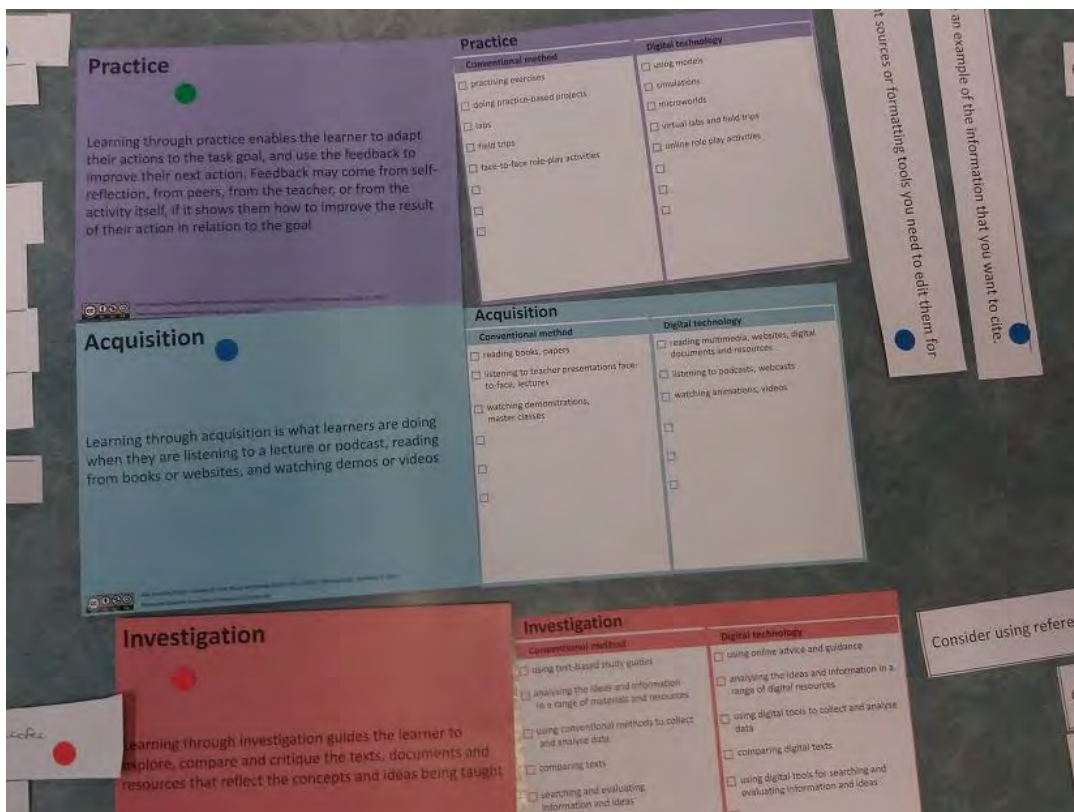 Practice
Learning through practice enables the learner to adapt
their actions to the task goal, and use the feedback to
improve their next action. Feedback may come from self-
reflection, from peers, from the teacher, or from the
activity itself, if it shows them how to improve the result
of their action in relation to the goal
Practice
Conventional method
practising exercises
doing practice-based projects
labs
field trips
face-to-face role-play activities
Digital technology
using models
simulations
microworlds
virtual labs and field trips
online role play activities
Acquisition
Learning through acquisition is what learners are doing
when they are listening to a lecture or podcast, reading
from books or websites, and watching demos or videos
Acquisition
Conventional method
reading books, papers
listening to teacher presentations face-
to-face, lectures
watching demonstrations,
master classes
Digital technology
reading multimedia, websites, digital
documents and resources
listening to podcasts, webcasts
watching animations, videos
Investigation
Learning through investigation guides the learner to
explore, compare and critique the texts, documents and
resources that reflect the concepts and ideas being taught
Investigation
Conventional method
using text-based study guides
analysing the ideas and information
in a range of materials and resources
using conventional methods to collect
and analyse data
comparing texts
searching and evaluating
information and ideas
Digital technology
using online advice and guidance
analysing the ideas and information in a
range of digital resources
using digital tools to collect and analyse
data
comparing digital texts
using digital tools for searching and
evaluating information and ideas
sources or formatting tools you need to edit them for
an example of the information that you want to cite.
Consider using refere